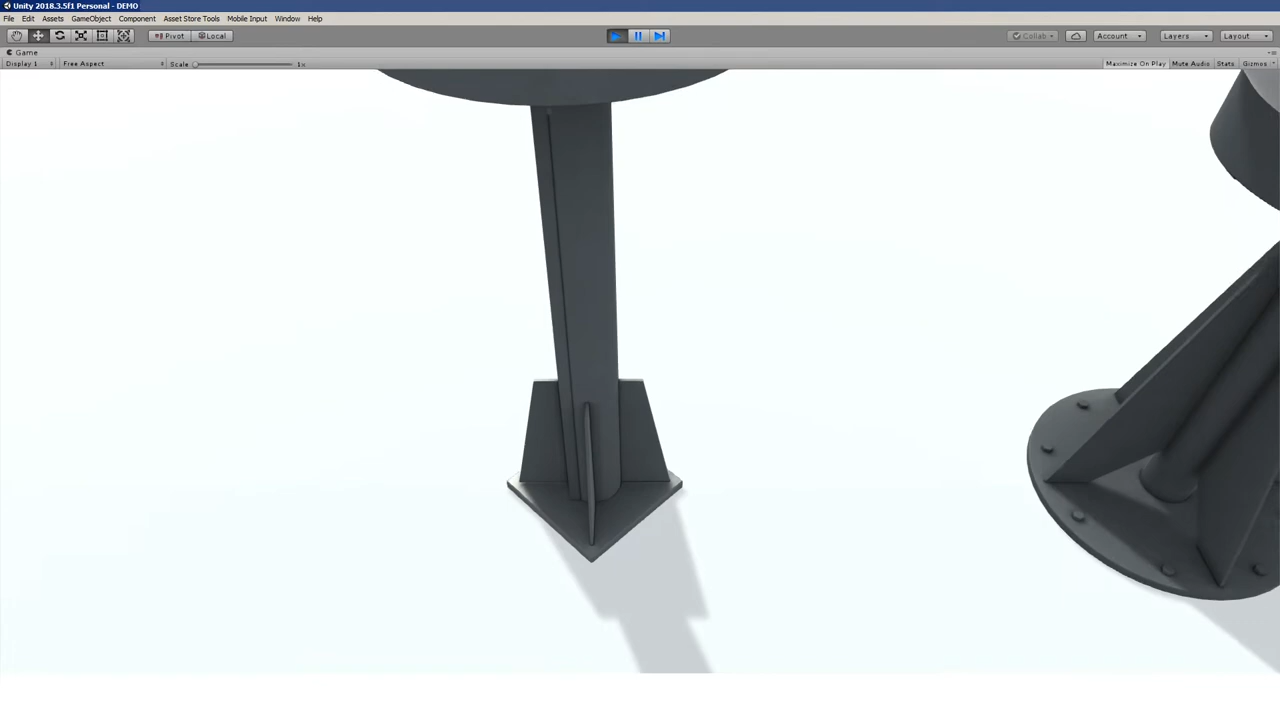 Unity 2018.3.5f1 Personal - DEMO
File Edit Assets GameObject Component Asset Store Tools Mobile Input Window Help
Pivot Local Collab Account Layers Layout
Game
Display 1 Free Aspect Scale 1x Maximize On Play Mute Audio Stats Gizmos